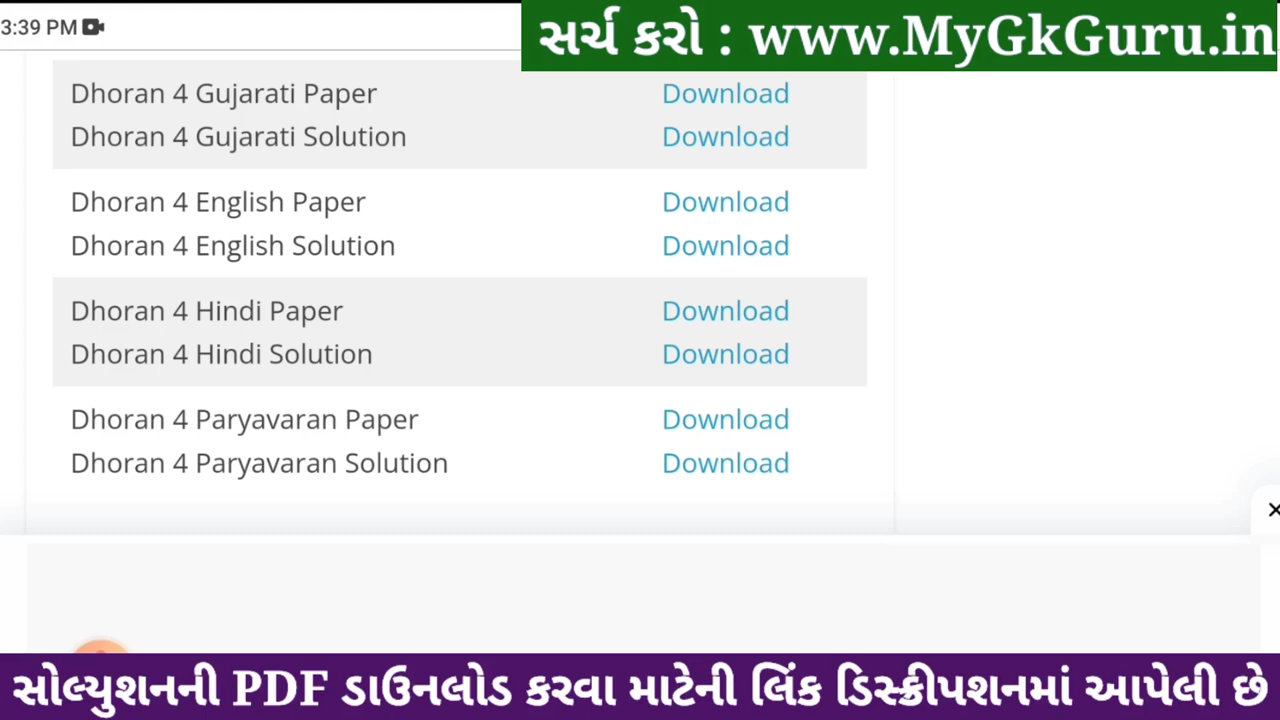 3:39 PM
સર્ચ કરો : www.MyGkGuru.in
Dhoran 4 Gujarati Paper Download
Dhoran 4 Gujarati Solution Download
Dhoran 4 English Paper Download
Dhoran 4 English Solution Download
Dhoran 4 Hindi Paper Download
Dhoran 4 Hindi Solution Download
Dhoran 4 Paryavaran Paper Download
Dhoran 4 Paryavaran Solution Download
સોલ્યુશનની PDF ડાઉનલોડ કરવા માટેની લિંક ડિસ્ક્રીપશનમાં આપેલી છે